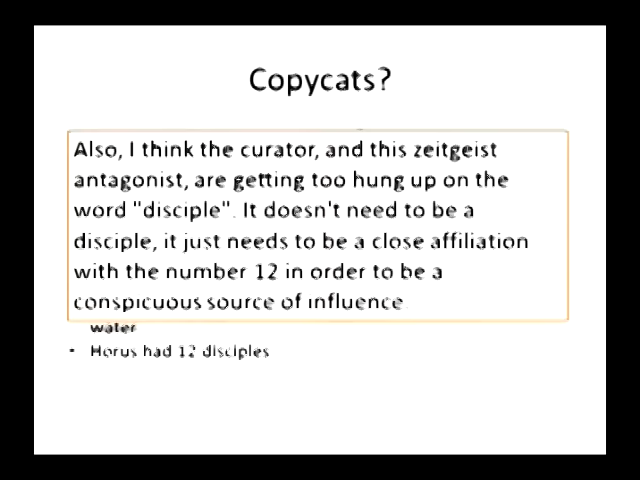 Copycats?
Also, I think the curator, and this zeitgeist
antagonist, are getting too hung up on the
word "disciple". It doesn't need to be a
disciple, it just needs to be a close affiliation
with the number 12 in order to be a
conspicuous source of influence.
water
• Horus had 12 disciples